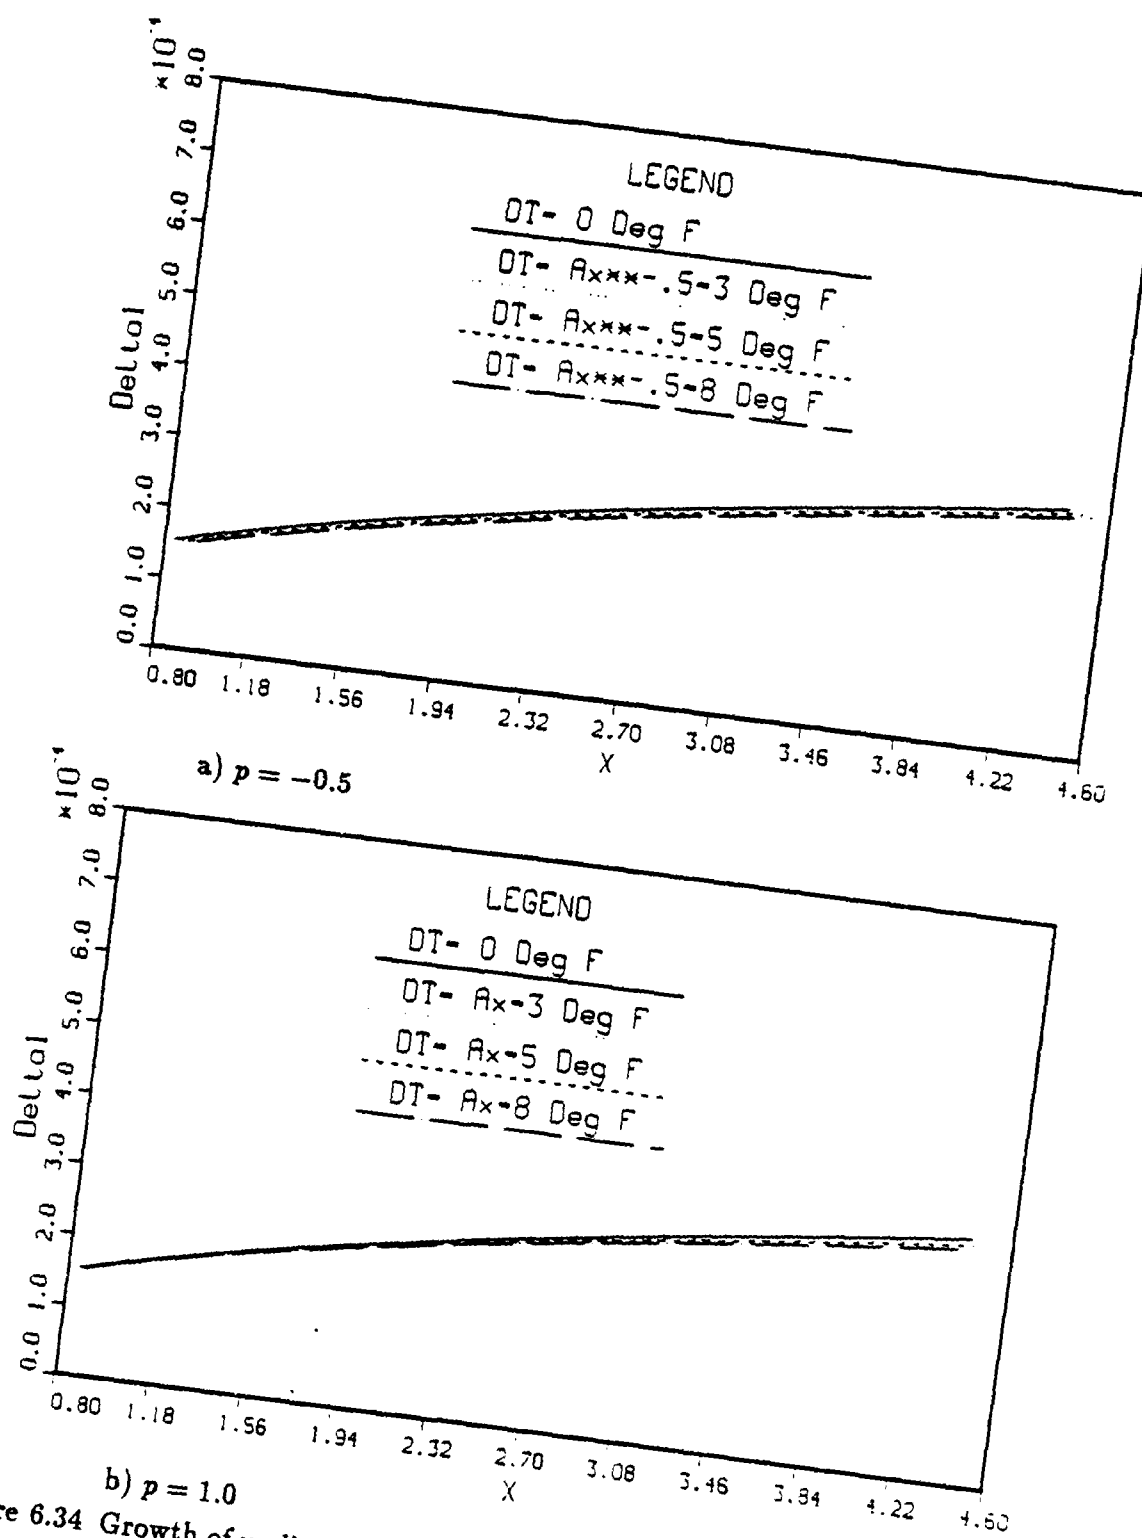 ×10⁻¹
8.0
7.0
6.0
5.0
4.0
3.0
2.0
1.0
0.0
Delta1
LEGEND
DT= 0 Deg F
DT= Ax**-.5=3 Deg F
DT= Ax**-.5=5 Deg F
DT= Ax**-.5=8 Deg F
0.80 1.18 1.56 1.94 2.32 2.70 3.08 3.46 3.84 4.22 4.60
X
a) p = −0.5
×10⁻¹
8.0
7.0
6.0
5.0
4.0
3.0
2.0
1.0
0.0
Delta1
LEGEND
DT= 0 Deg F
DT= Ax=3 Deg F
DT= Ax=5 Deg F
DT= Ax=8 Deg F
0.80 1.18 1.56 1.94 2.32 2.70 3.08 3.46 3.84 4.22 4.60
X
b) p = 1.0
re 6.34 Growth of